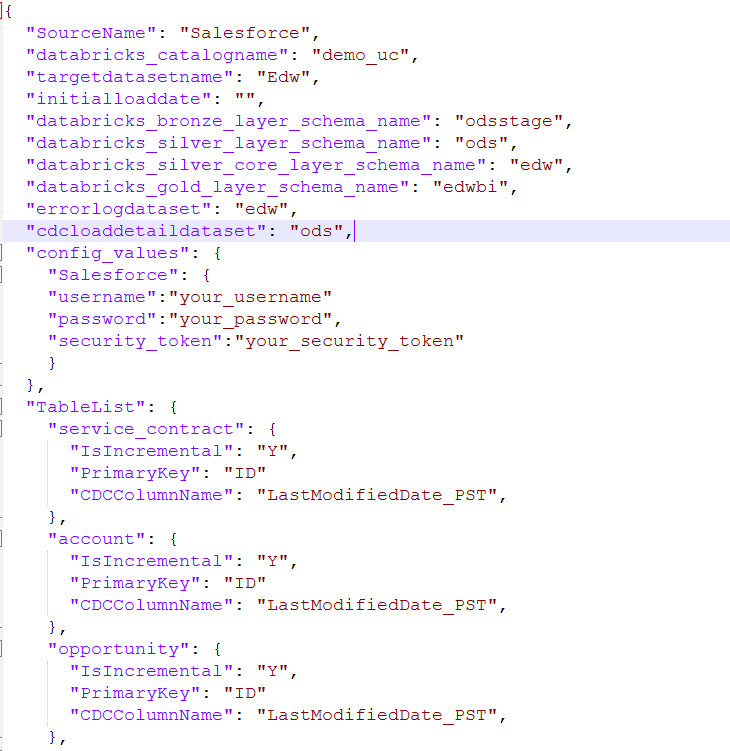 {
"SourceName": "Salesforce",
"databricks_catalogname": "demo_uc",
"targetdatasetname": "Edw",
"initialloaddate": "",
"databricks_bronze_layer_schema_name": "odsstage",
"databricks_silver_layer_schema_name": "ods",
"databricks_silver_core_layer_schema_name": "edw",
"databricks_gold_layer_schema_name": "edwbi",
"errorlogdataset": "edw",
"cdcloaddetaildataset": "ods",
"config_values": {
"Salesforce": {
"username":"your_username"
"password":"your_password",
"security_token":"your_security_token"
}
},
"TableList": {
"service_contract": {
"IsIncremental": "Y",
"PrimaryKey": "ID"
"CDCColumnName": "LastModifiedDate_PST",
},
"account": {
"IsIncremental": "Y",
"PrimaryKey": "ID"
"CDCColumnName": "LastModifiedDate_PST",
},
"opportunity": {
"IsIncremental": "Y",
"PrimaryKey": "ID"
"CDCColumnName": "LastModifiedDate_PST",
},